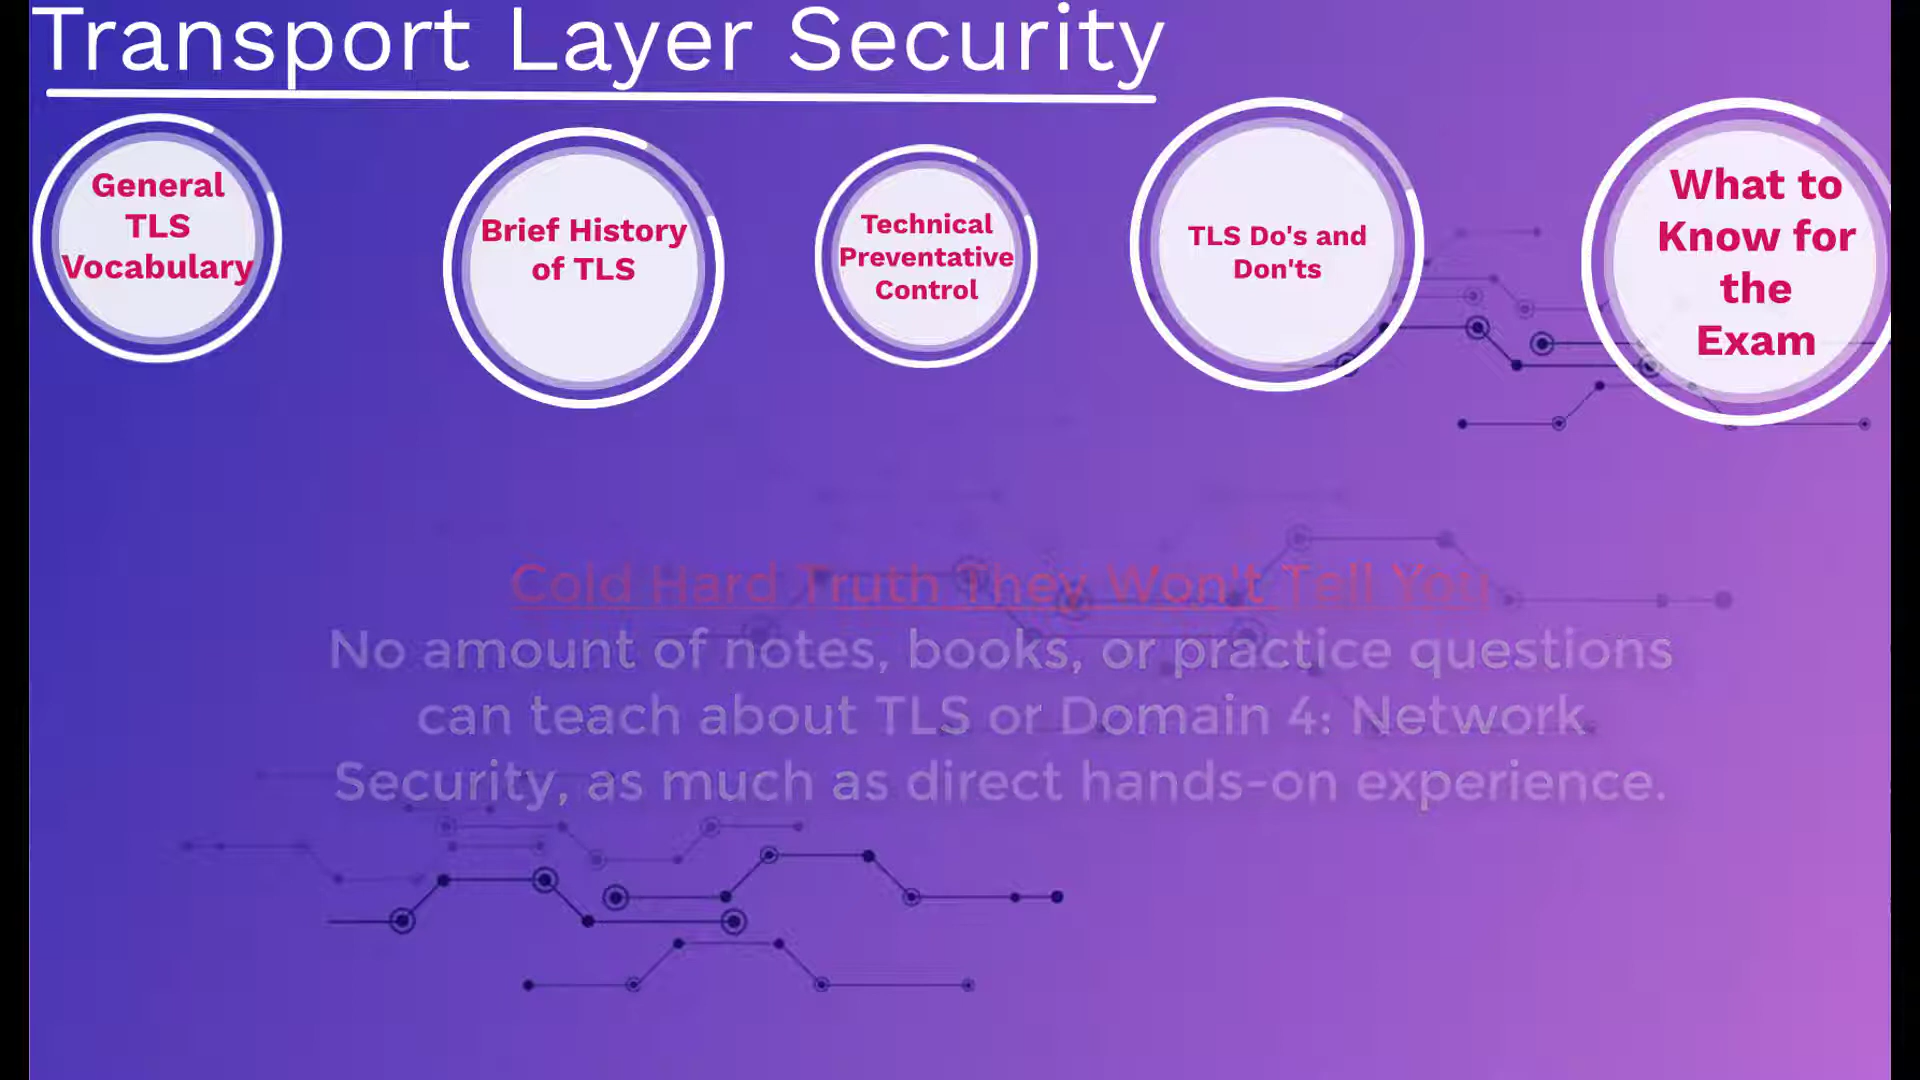 Transport Layer Security
General
TLS
Vocabulary
Brief History
of TLS
Technical
Preventative
Control
TLS Do's and
Don'ts
What to
Know for
the
Exam
Cold Hard Truth They Won't Tell You
No amount of notes, books, or practice questions
can teach about TLS or Domain 4: Network
Security, as much as direct hands-on experience.